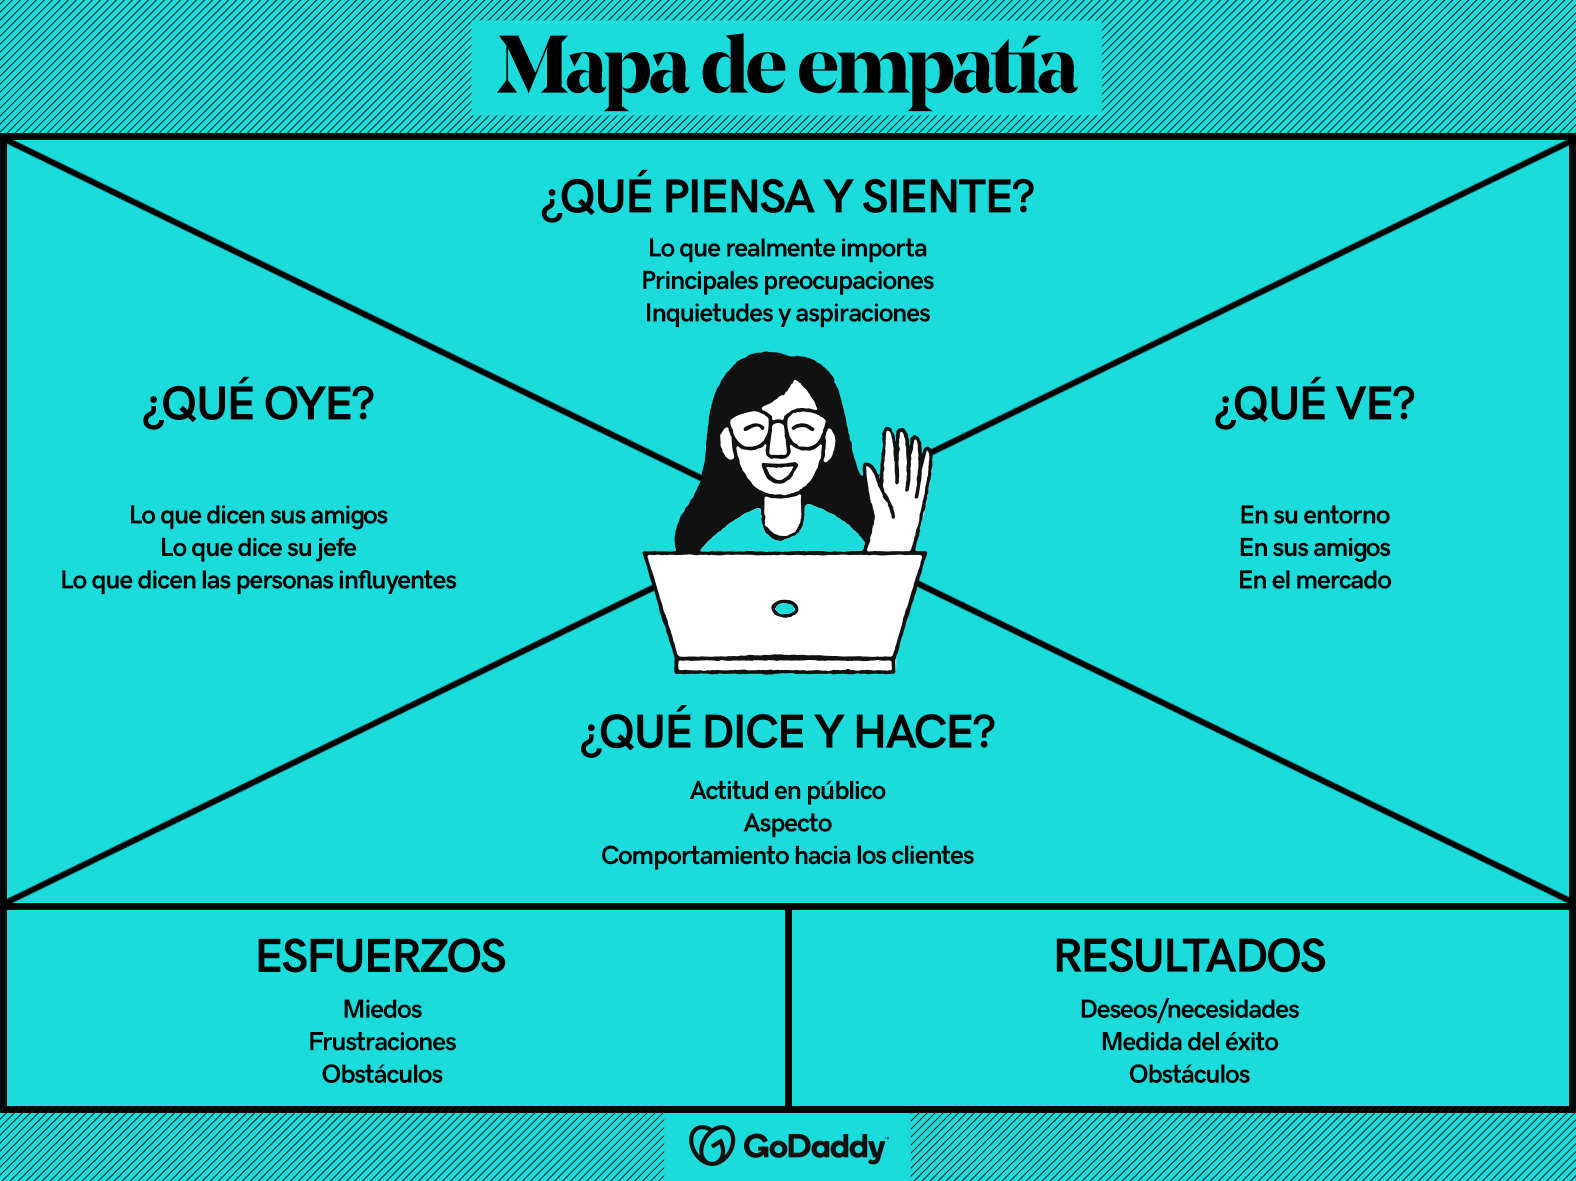 Mapa de empatía
¿QUÉ PIENSA Y SIENTE?
Lo que realmente importa
Principales preocupaciones
Inquietudes y aspiraciones
¿QUÉ OYE?
Lo que dicen sus amigos
Lo que dice su jefe
Lo que dicen las personas influyentes
¿QUÉ VE?
En su entorno
En sus amigos
En el mercado
¿QUÉ DICE Y HACE?
Actitud en público
Aspecto
Comportamiento hacia los clientes
ESFUERZOS
Miedos
Frustraciones
Obstáculos
RESULTADOS
Deseos/necesidades
Medida del éxito
Obstáculos
GoDaddy